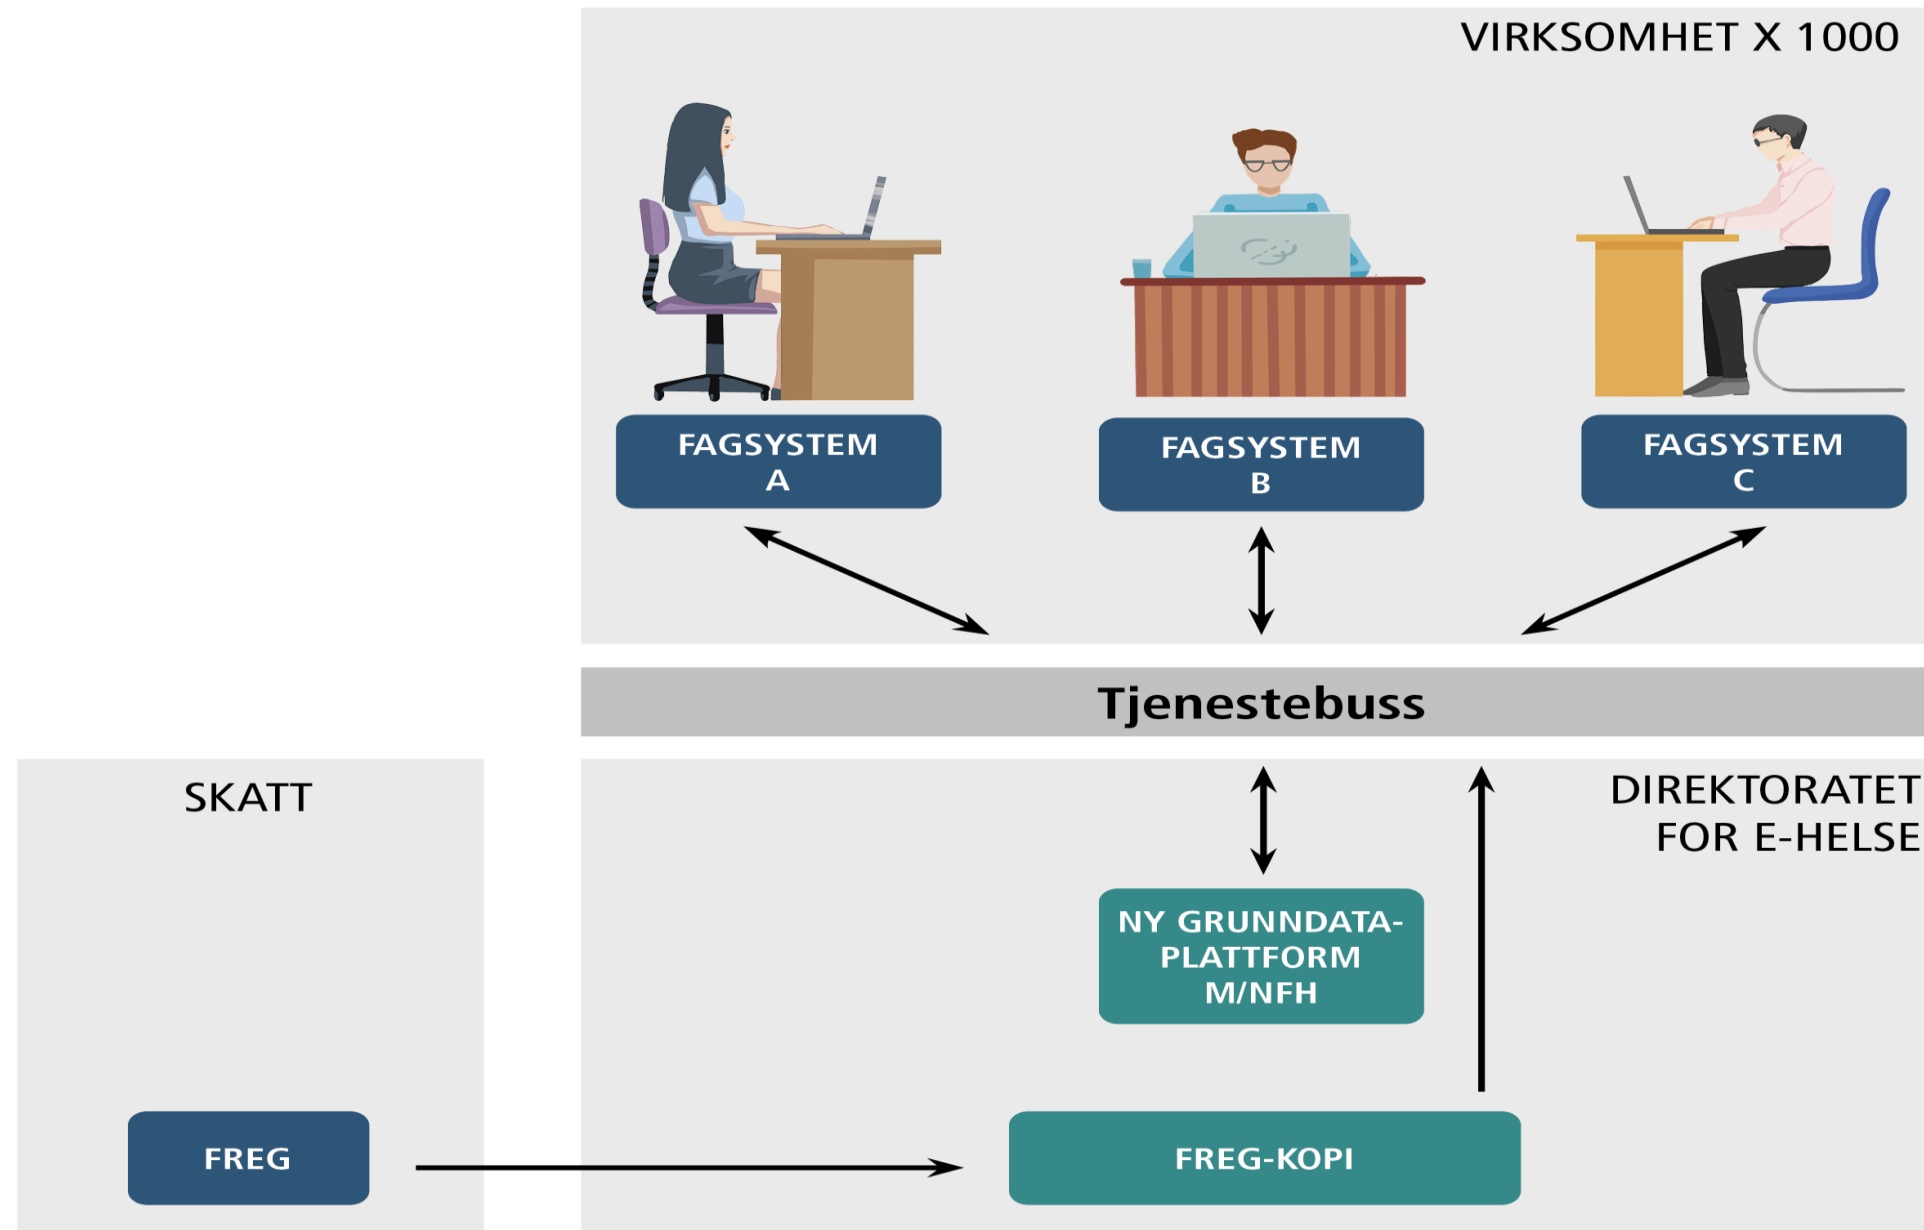 VIRKSOMHET X 1000
FAGSYSTEM
A
FAGSYSTEM
B
FAGSYSTEM
C
Tjenestebuss
SKATT
DIREKTORATET
FOR E-HELSE
NY GRUNNDATA-
PLATTFORM
M/NFH
FREG
FREG-KOPI